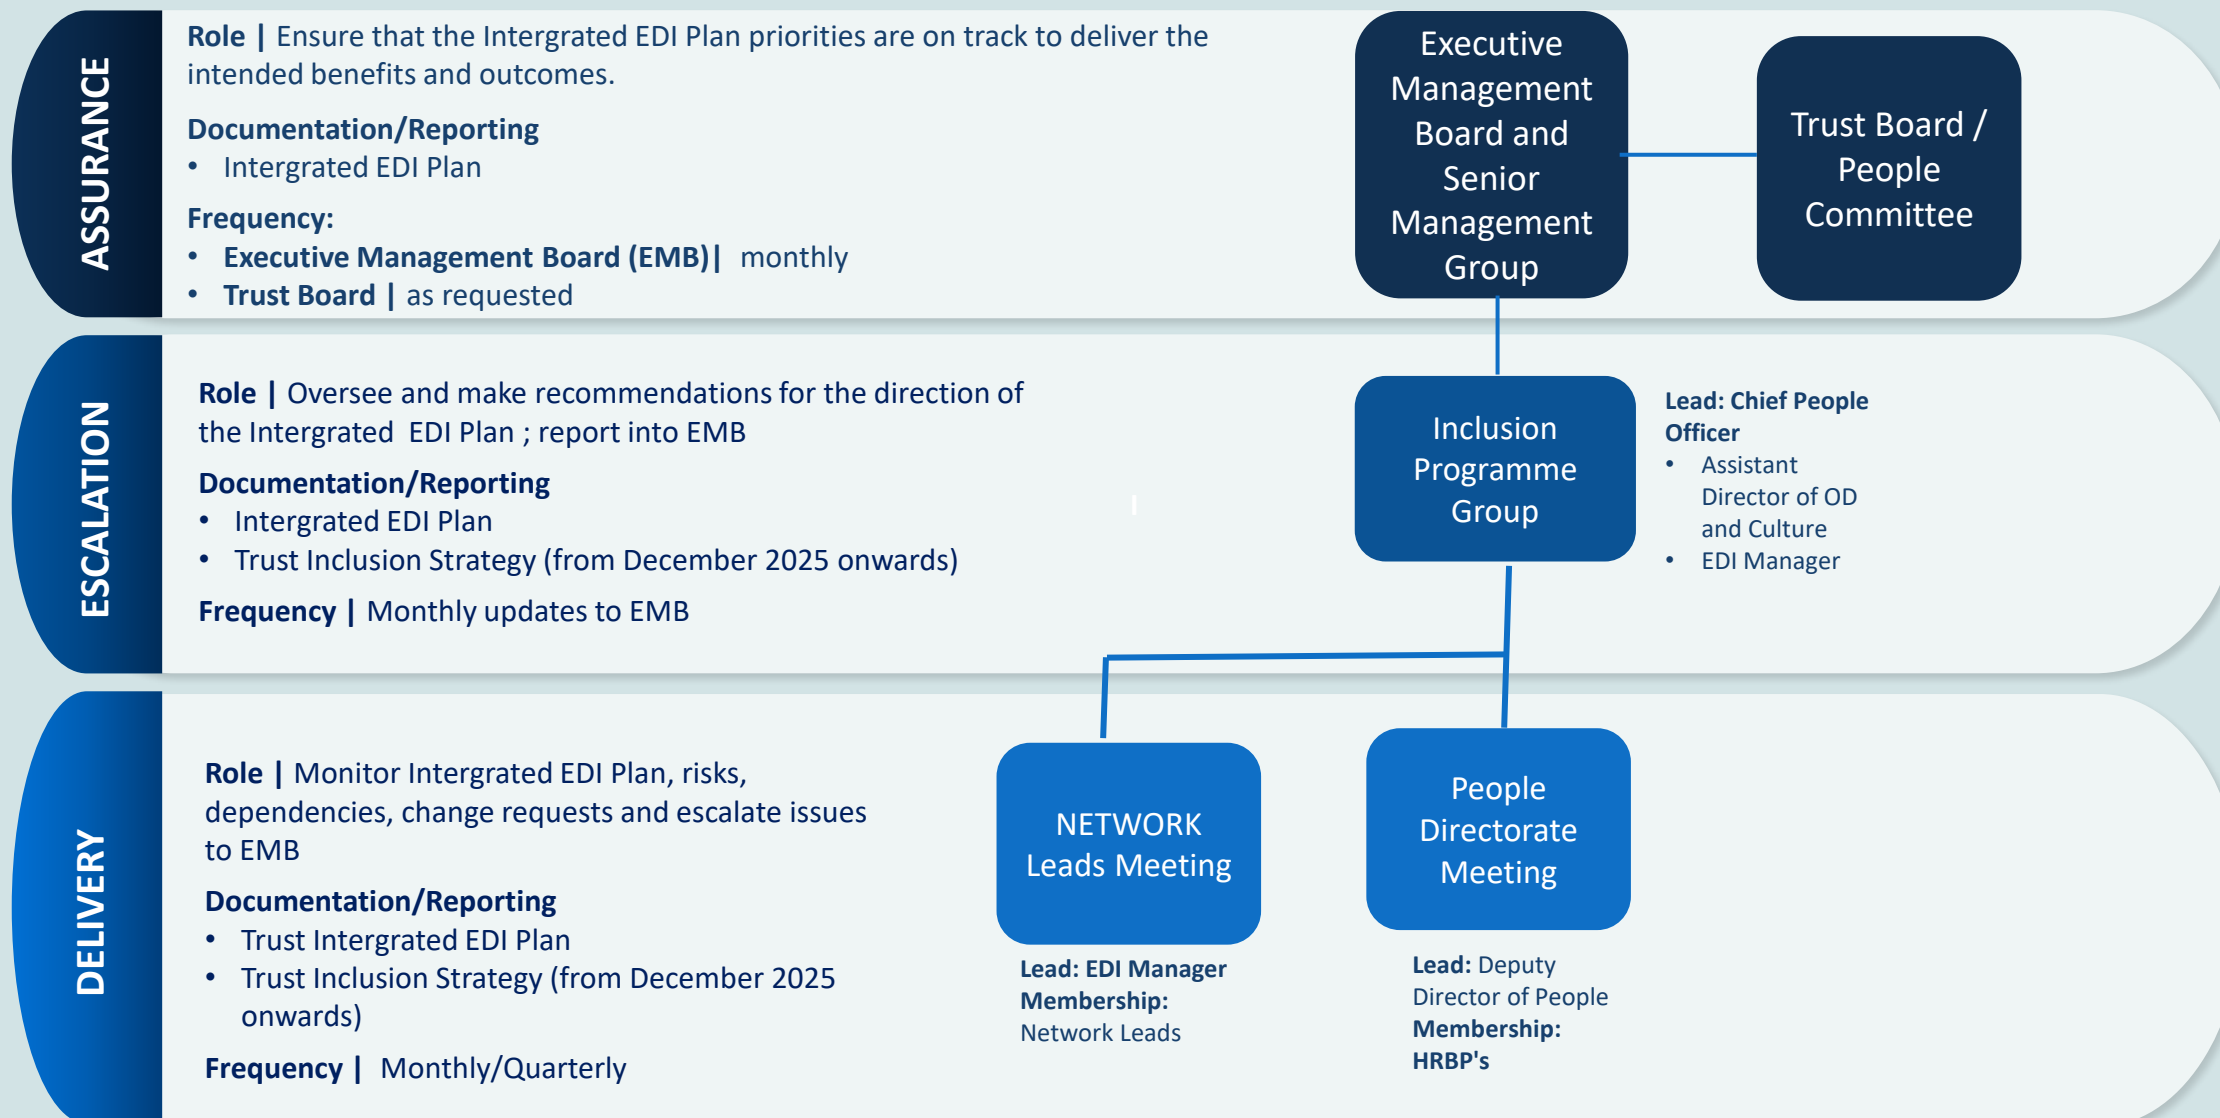 ASSURANCE
Role | Ensure that the Intergrated EDI Plan priorities are on track to deliver the
intended benefits and outcomes.
Documentation/Reporting
• Intergrated EDI Plan
Frequency:
• Executive Management Board (EMB)| monthly
• Trust Board | as requested
Executive
Management
Board and
Senior
Management
Group
Trust Board /
People
Committee
ESCALATION
Role | Oversee and make recommendations for the direction of
the Intergrated EDI Plan ; report into EMB
Documentation/Reporting
• Intergrated EDI Plan
• Trust Inclusion Strategy (from December 2025 onwards)
Frequency | Monthly updates to EMB
Inclusion
Programme
Group
Lead: Chief People
Officer
• Assistant
Director of OD
and Culture
• EDI Manager
DELIVERY
Role | Monitor Intergrated EDI Plan, risks,
dependencies, change requests and escalate issues
to EMB
Documentation/Reporting
• Trust Intergrated EDI Plan
• Trust Inclusion Strategy (from December 2025
onwards)
Frequency | Monthly/Quarterly
NETWORK
Leads Meeting
Lead: EDI Manager
Membership:
Network Leads
People
Directorate
Meeting
Lead: Deputy
Director of People
Membership:
HRBP's